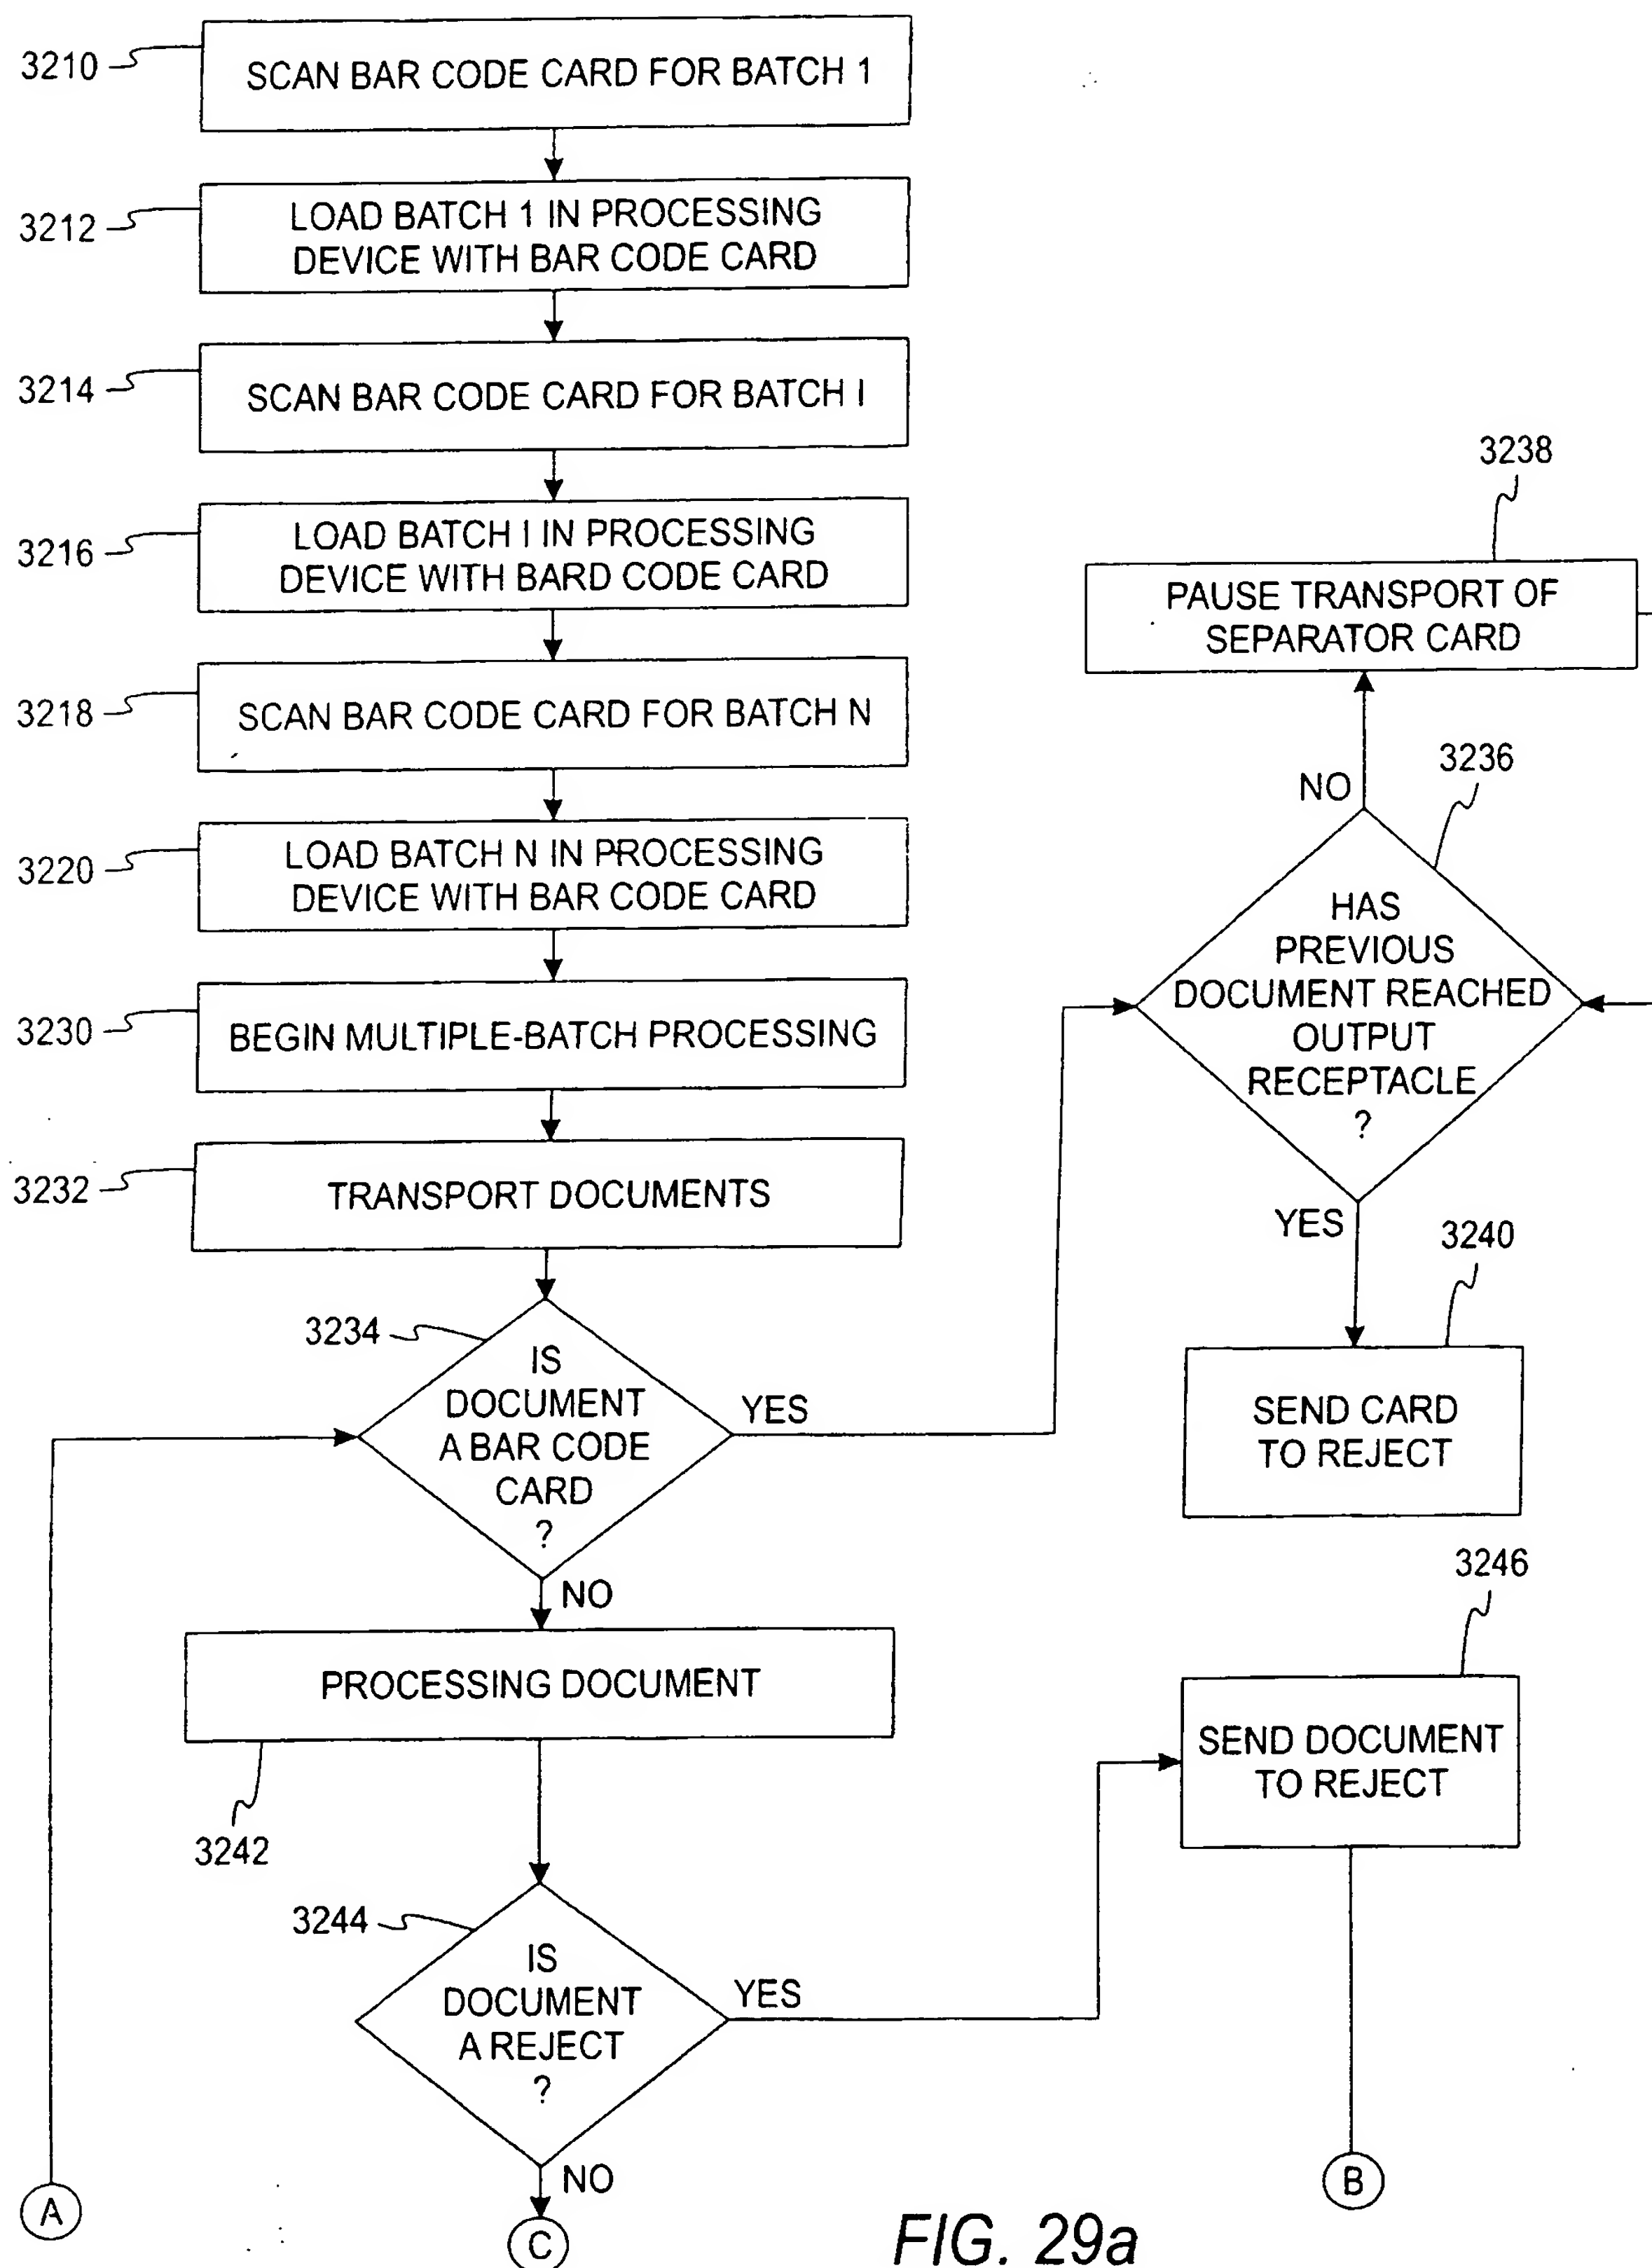 3210
SCAN BAR CODE CARD FOR BATCH 1
3212
LOAD BATCH 1 IN PROCESSING
DEVICE WITH BAR CODE CARD
3214
SCAN BAR CODE CARD FOR BATCH I
3216
LOAD BATCH I IN PROCESSING
DEVICE WITH BARD CODE CARD
3218
SCAN BAR CODE CARD FOR BATCH N
3220
LOAD BATCH N IN PROCESSING
DEVICE WITH BAR CODE CARD
3230
BEGIN MULTIPLE-BATCH PROCESSING
3232
TRANSPORT DOCUMENTS
3234
IS
DOCUMENT
A BAR CODE
CARD
?
YES
NO
3238
PAUSE TRANSPORT OF
SEPARATOR CARD
NO
3236
HAS
PREVIOUS
DOCUMENT REACHED
OUTPUT
RECEPTACLE
?
YES
3240
SEND CARD
TO REJECT
PROCESSING DOCUMENT
3242
3244
IS
DOCUMENT
A REJECT
?
YES
NO
3246
SEND DOCUMENT
TO REJECT
A
B
C
FIG. 29a